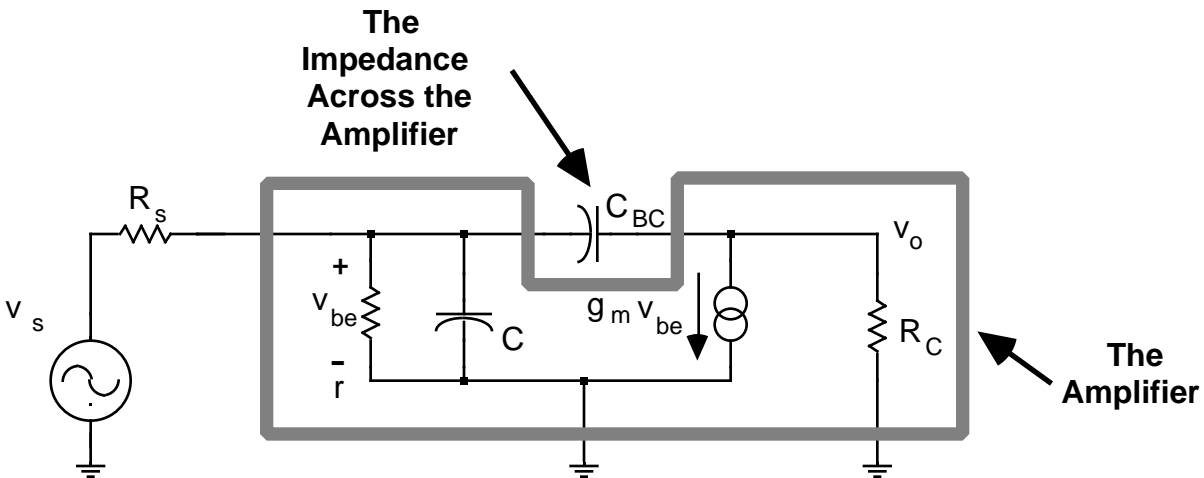 The
Impedance
Across the
Amplifier
R s
C BC
v o
+
v be
–
r
C
g m v be
R C
v s
The
Amplifier